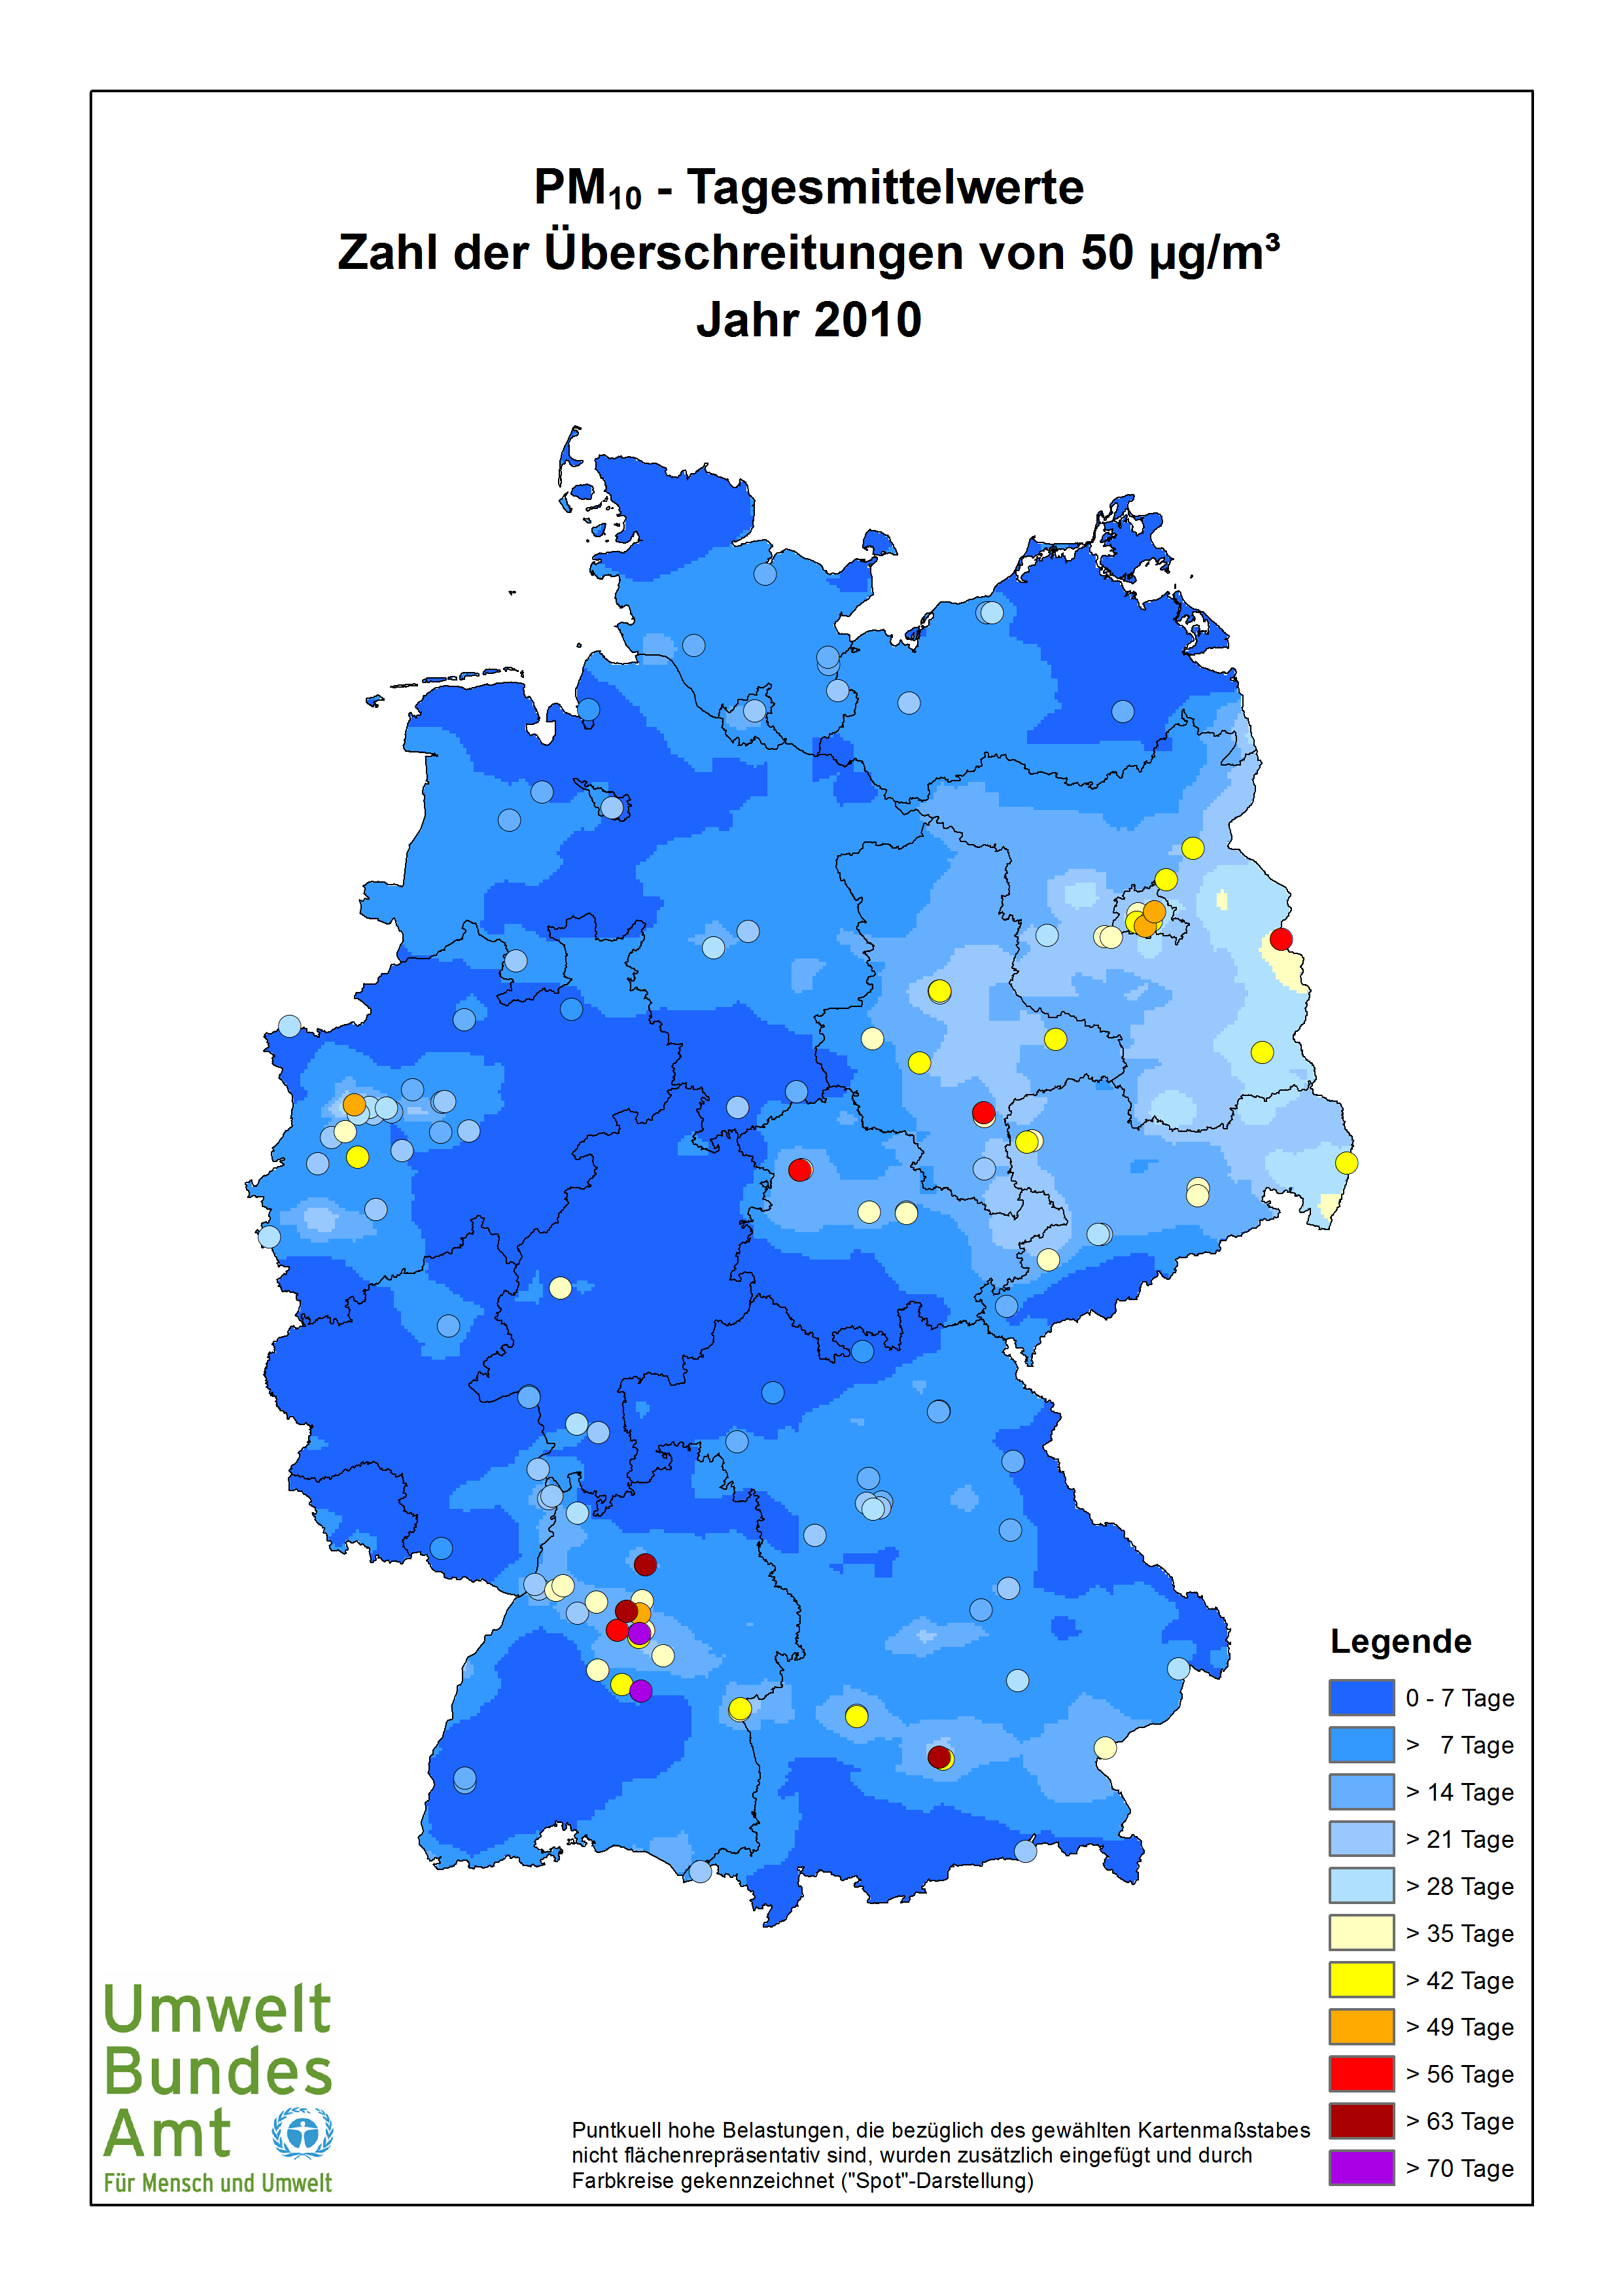 PM₁₀ - Tagesmittelwerte
Zahl der Überschreitungen von 50 µg/m³
Jahr 2010
Legende
0 - 7 Tage
> 7 Tage
> 14 Tage
> 21 Tage
> 28 Tage
> 35 Tage
> 42 Tage
> 49 Tage
> 56 Tage
> 63 Tage
> 70 Tage
Umwelt
Bundes
Amt
Für Mensch und Umwelt
Puntkuell hohe Belastungen, die bezüglich des gewählten Kartenmaßstabes
nicht flächenrepräsentativ sind, wurden zusätzlich eingefügt und durch
Farbkreise gekennzeichnet ("Spot"-Darstellung)